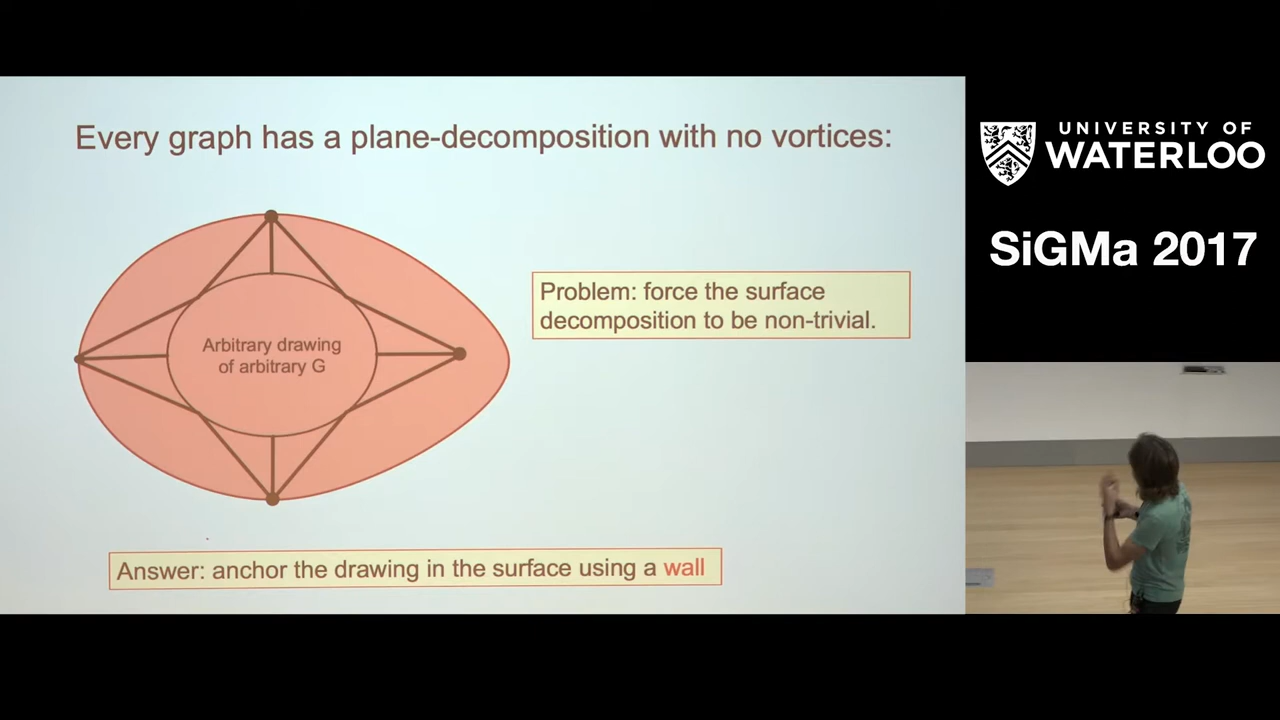 Every graph has a plane-decomposition with no vortices:
Arbitrary drawing
of arbitrary G
Problem: force the surface
decomposition to be non-trivial.
Answer: anchor the drawing in the surface using a wall
UNIVERSITY OF
WATERLOO
SiGMa 2017